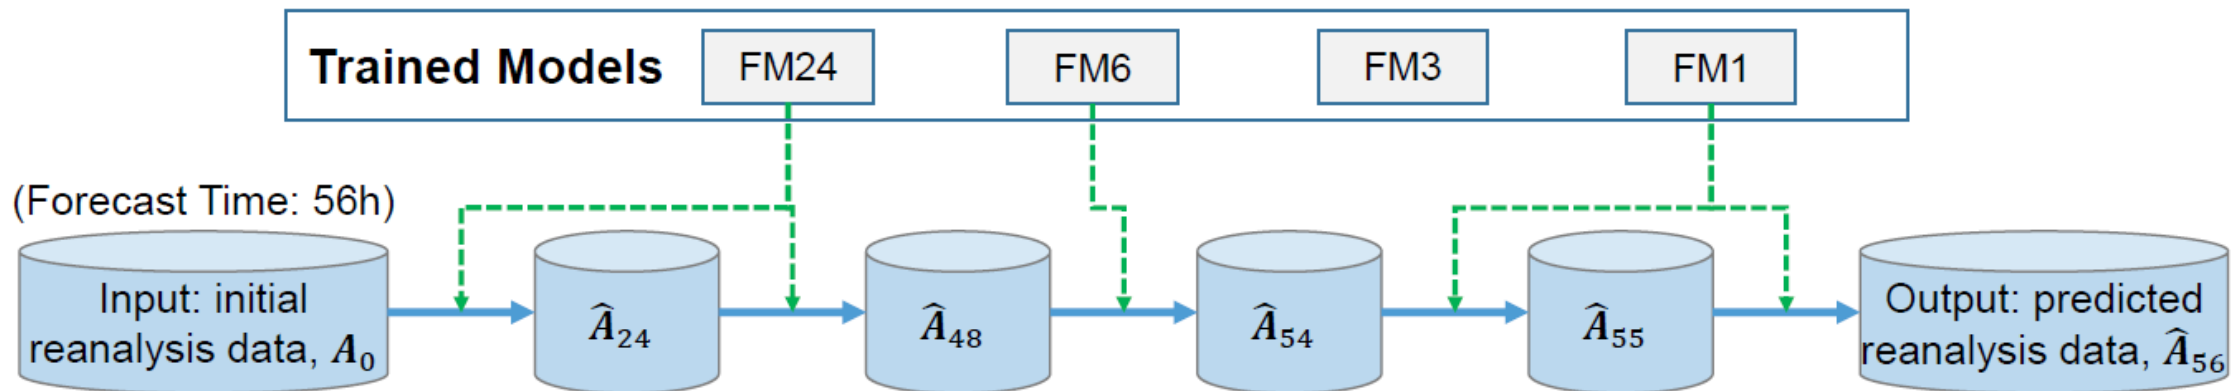 Trained Models FM24 FM6 FM3 FM1
(Forecast Time: 56h)
Input: initial
reanalysis data, A₀
Â₂₄
Â₄₈
Â₅₄
Â₅₅
Output: predicted
reanalysis data, Â₅₆